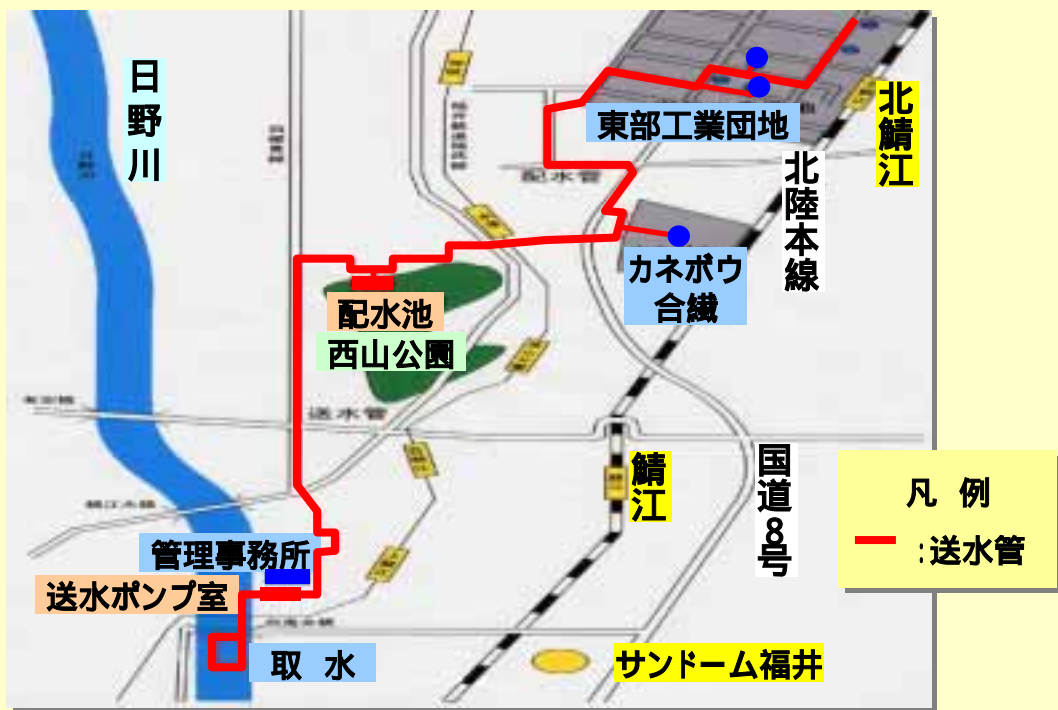 日野川
東部工業団地
北鯖江
北陸本線
配水管
カネボウ
合繊
配水池
西山公園
送水管
鯖江
国道8号
凡 例
:送水管
管理事務所
送水ポンプ室
取 水
サンドーム福井